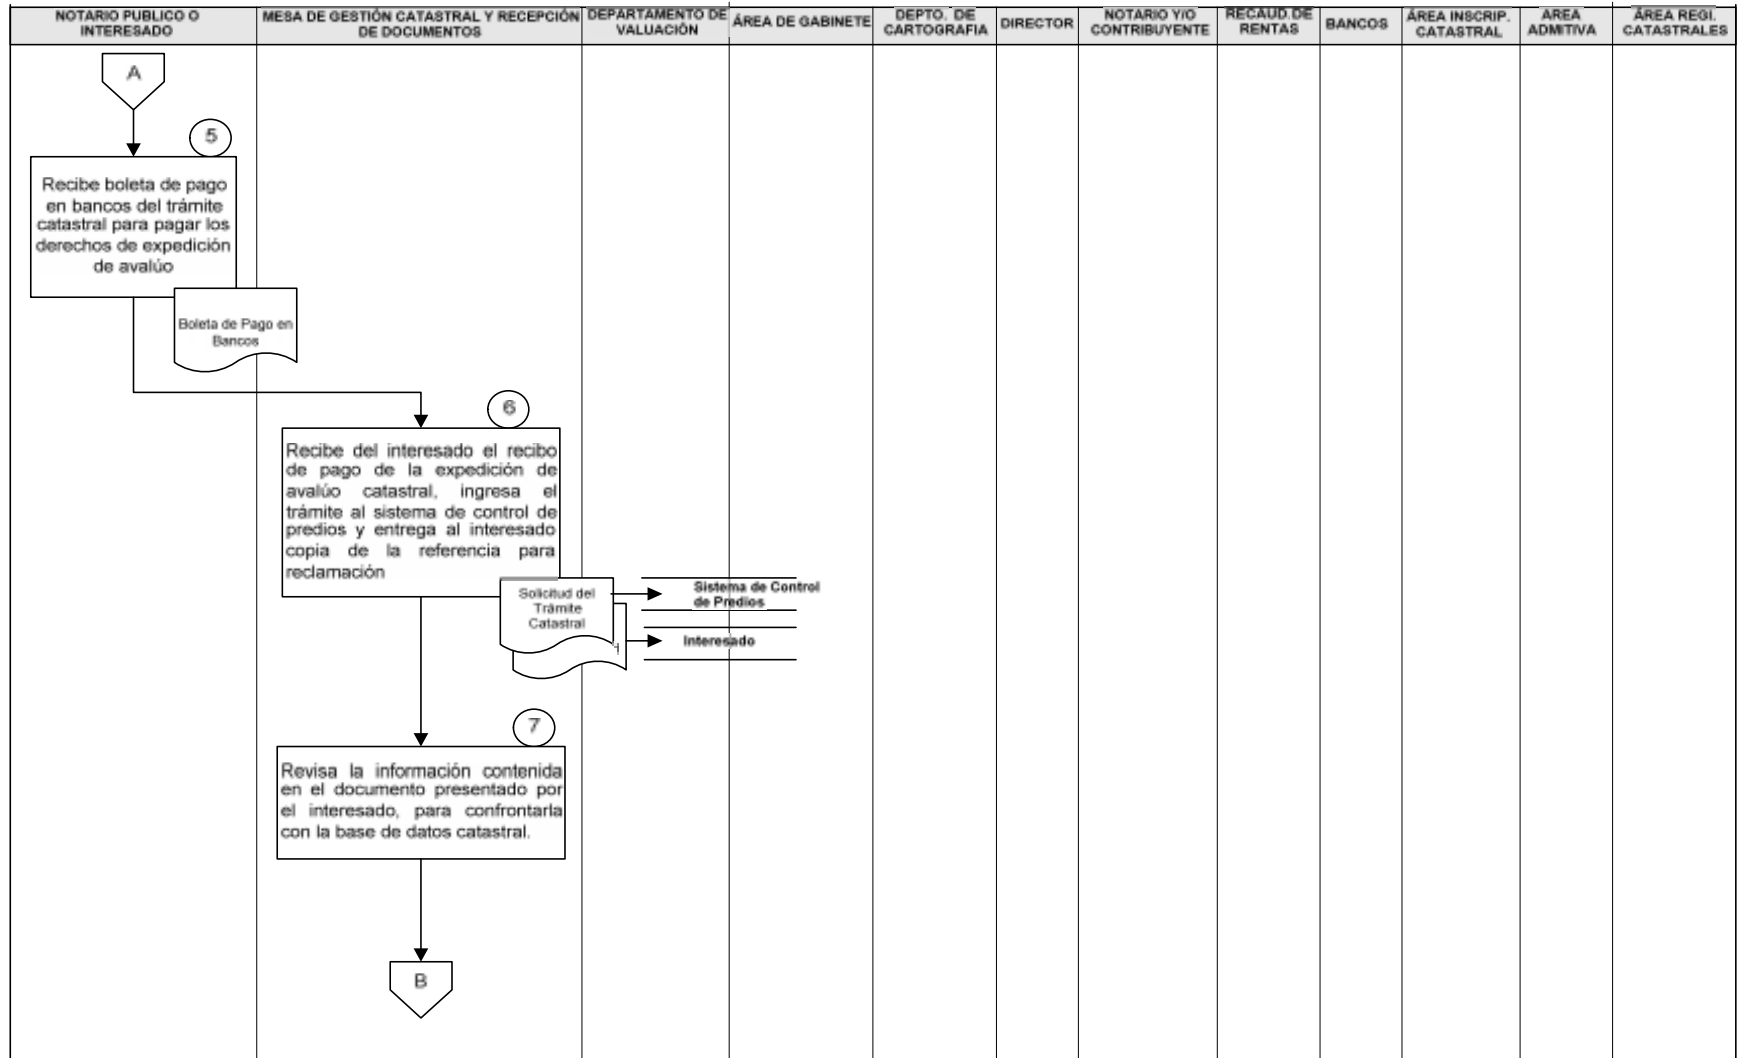 NOTARIO PUBLICO O
INTERESADO
MESA DE GESTIÓN CATASTRAL Y RECEPCIÓN
DE DOCUMENTOS
DEPARTAMENTO DE
VALUACIÓN
ÁREA DE GABINETE
DEPTO. DE
CARTOGRAFIA
DIRECTOR
NOTARIO Y/O
CONTRIBUYENTE
RECAUD.DE
RENTAS
BANCOS
ÁREA INSCRIP.
CATASTRAL
AREA
ADMITIVA
ÁREA REGI.
CATASTRALES
A
5
Recibe boleta de pago
en bancos del trámite
catastral para pagar los
derechos de expedición
de avalúo
Boleta de Pago en
Bancos
6
Recibe del interesado el recibo
de pago de la expedición de
avalúo catastral, ingresa el
trámite al sistema de control de
predios y entrega al interesado
copia de la referencia para
reclamación
Solicitud del
Trámite
Catastral
Sistema de Control
de Predios
Interesado
7
Revisa la información contenida
en el documento presentado por
el interesado, para confrontarla
con la base de datos catastral.
B